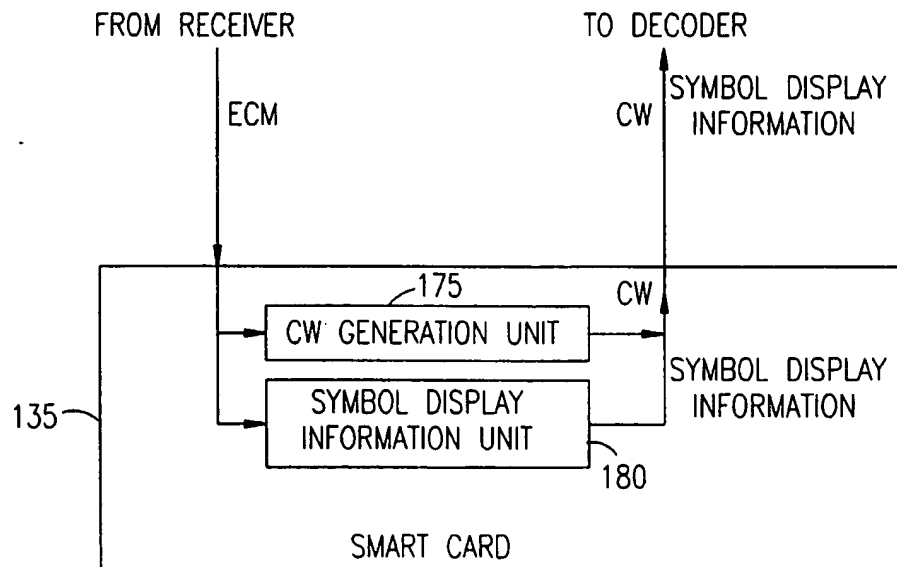 FROM RECEIVER
TO DECODER
ECM
CW
SYMBOL DISPLAY
INFORMATION
175
CW
CW GENERATION UNIT
SYMBOL DISPLAY
INFORMATION
135
SYMBOL DISPLAY
INFORMATION UNIT
180
SMART CARD